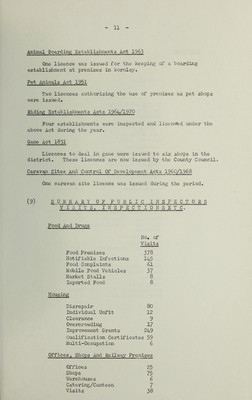 - 11 -
Animal Boarding Establishments Act 1963
One licence was issued for the keeping of a boarding
establishment at premises in Worsley.
Pet Animals Act 1951
Two licences authorising the use of premises as pet shops
were issued.
Riding Establishments Acts 1964/1970
Four establishments were inspected and licensed under the
above Act during the year.
Game Act 1831
Licences to deal in game were issued to six shops in the
district. These licences are now issued by the County Council.
Caravan Sites And Control Of Development Acts 1960/1968
One caravan site licence was issued during the period.
(9) SUMMARY OF PUBLIC INSPECTORS
VISITS, INSPECTIONS ETC.
Food And Drugs
No. of
Visits
Food Premises 378
Notifiable Infections 148
Food Complaints 61
Mobile Food Vehicles 37
Market Stalls 8
Imported Food 8
Housing
Disrepair 80
Individual Unfit 12
Clearance 9
Overcrowding 12
Improvement Grants 249
Qualification Certificates 59
Multi-Occupation 6
Offices, Shops And Railway Premises
Offices 25
Shops 75
Warehouses 6
Catering/Canteen 7
Visits 38